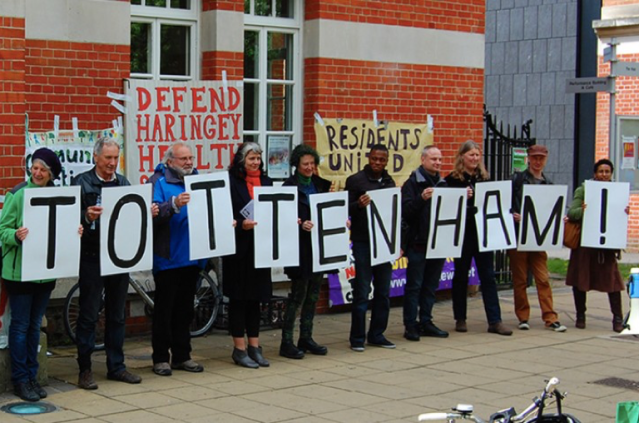 DEFEND
HARINGEY
HEALTH
RESIDENTS
UNITED
TOTTENHAM!